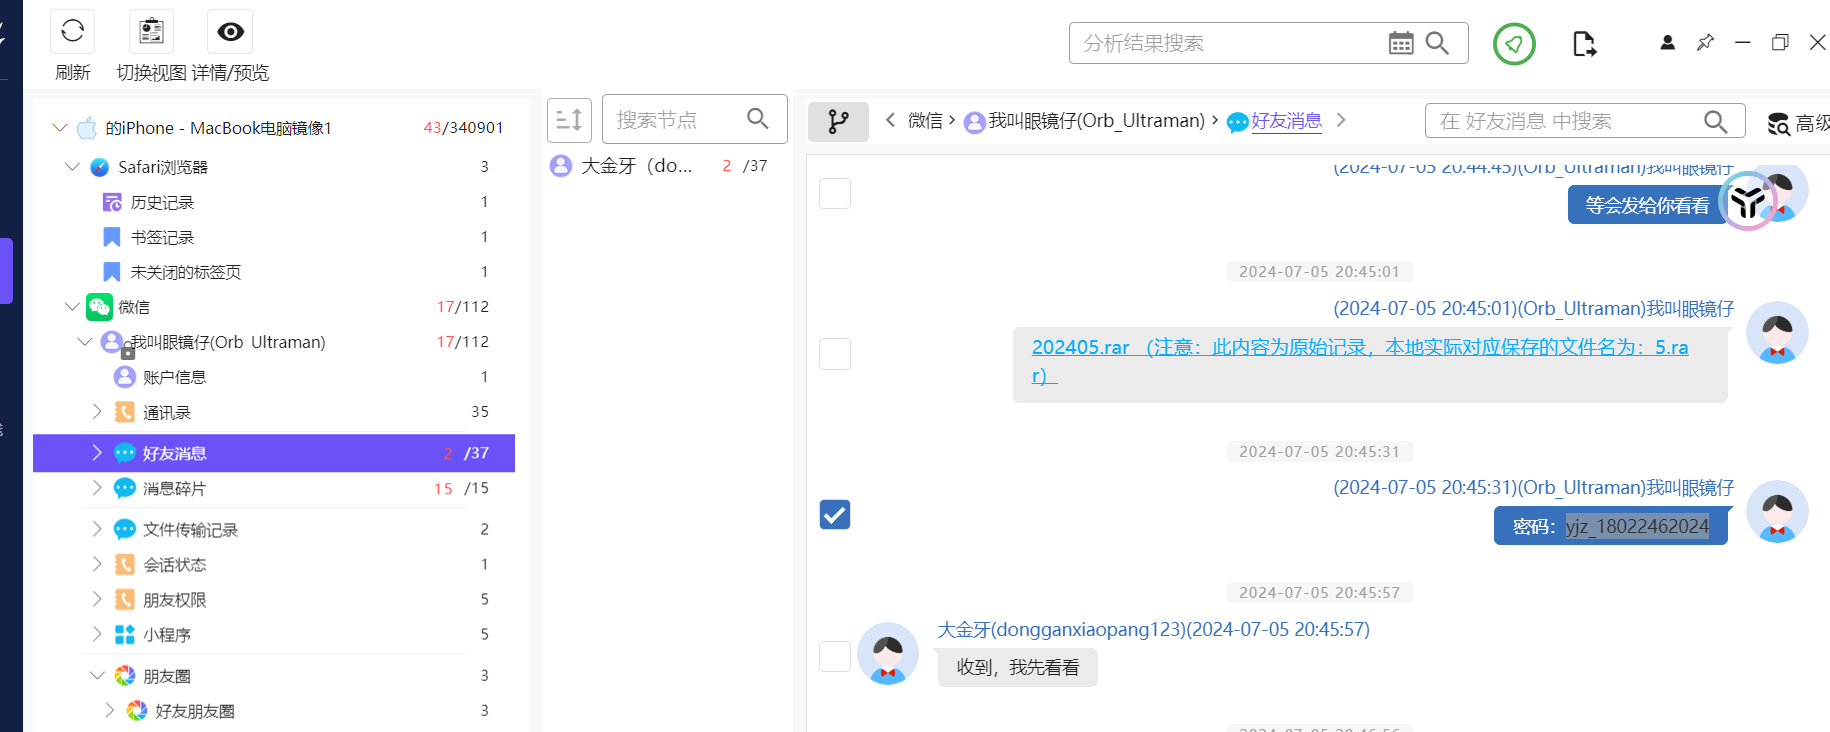 刷新
切换视图
详情/预览
分析结果搜索
的iPhone - MacBook电脑镜像1
43/340901
Safari浏览器
3
历史记录
1
书签记录
1
未关闭的标签页
1
微信
17/112
我叫眼镜仔(Orb_Ultraman)
17/112
账户信息
1
通讯录
35
好友消息
2 /37
消息碎片
15 /15
文件传输记录
2
会话状态
1
朋友权限
5
小程序
5
朋友圈
3
好友朋友圈
3
搜索节点
大金牙（do...
2 /37
微信
我叫眼镜仔(Orb_Ultraman)
好友消息
在 好友消息 中搜索
高级
(2024-07-05 20:44:45)(Orb_Ultraman)我叫眼镜仔
等会发给你看看
2024-07-05 20:45:01
(2024-07-05 20:45:01)(Orb_Ultraman)我叫眼镜仔
202405.rar （注意：此内容为原始记录，本地实际对应保存的文件名为：5.ra
r）
2024-07-05 20:45:31
(2024-07-05 20:45:31)(Orb_Ultraman)我叫眼镜仔
密码：yjz_18022462024
2024-07-05 20:45:57
大金牙(dongganxiaopang123)(2024-07-05 20:45:57)
收到，我先看看
2024-07-05 20:46:56